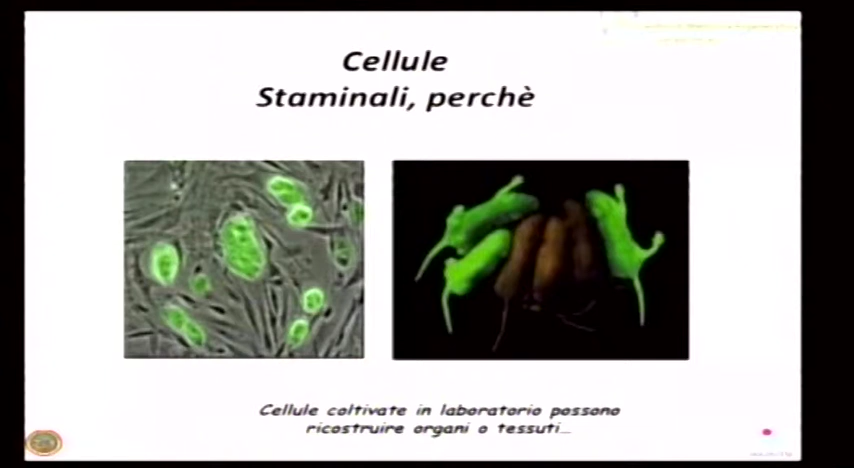 Cellule
Staminali, perchè
Cellule coltivate in laboratorio possono
ricostruire organi o tessuti…